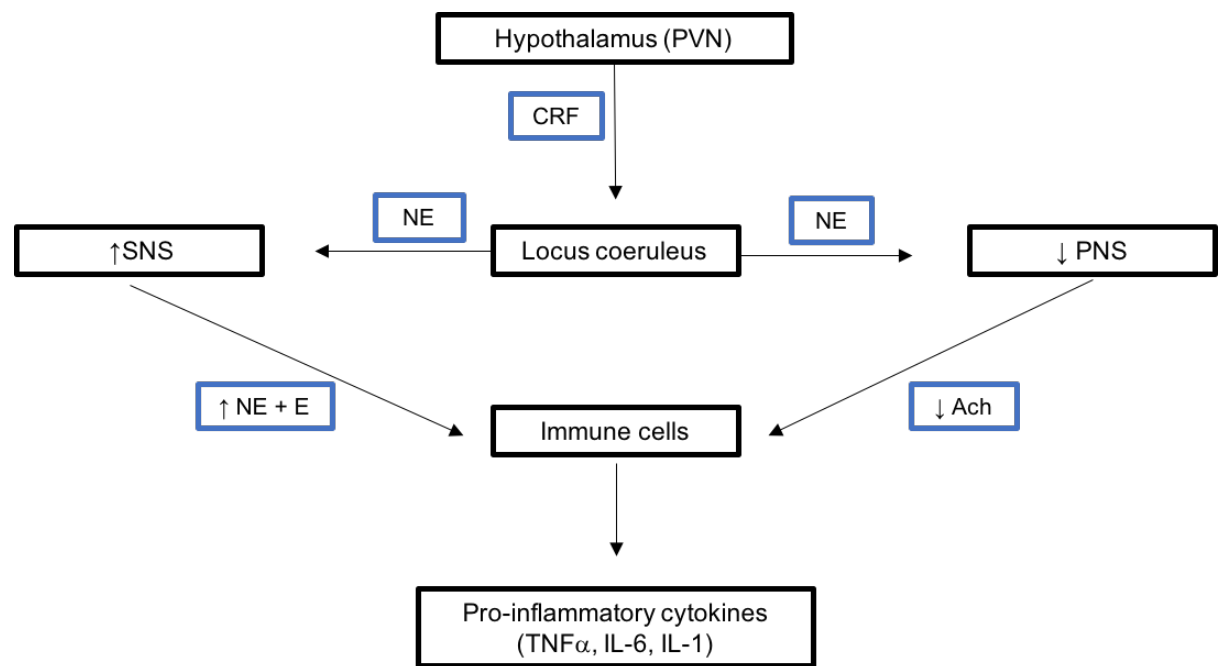 Hypothalamus (PVN)
CRF
NE
NE
↑SNS
Locus coeruleus
↓ PNS
↑ NE + E
↓ Ach
Immune cells
Pro-inflammatory cytokines
(TNFα, IL-6, IL-1)